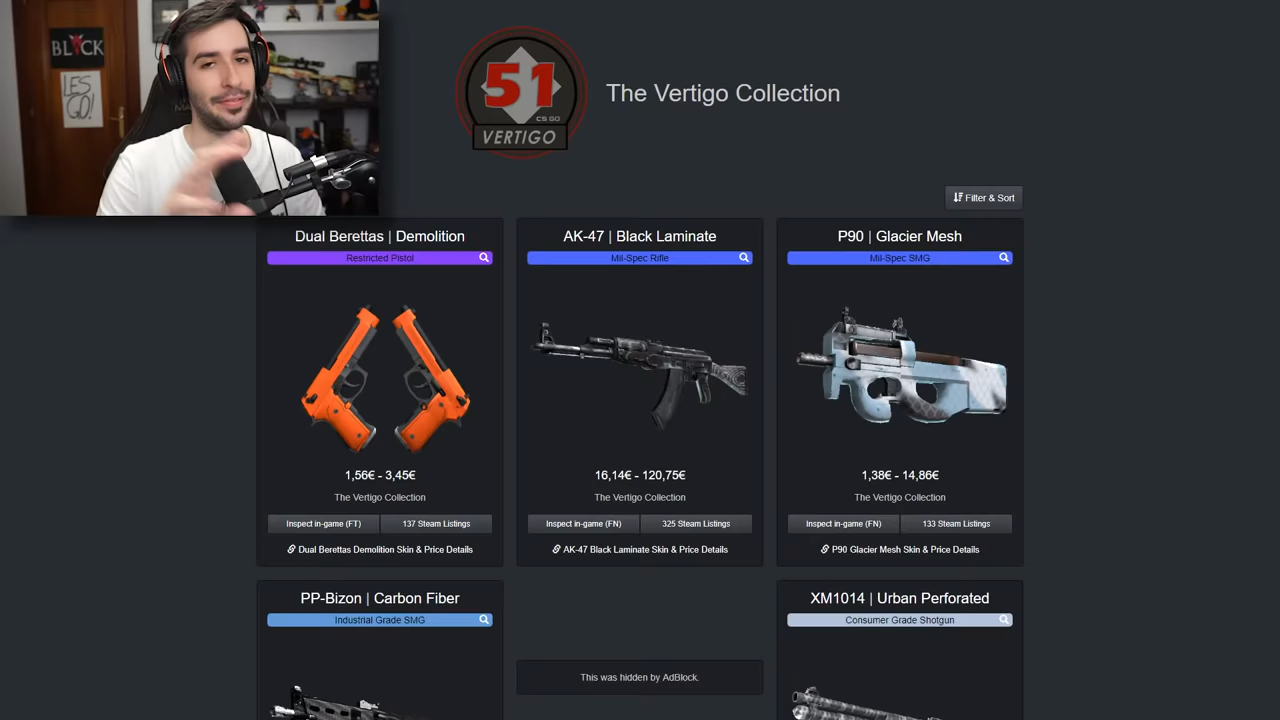 BLVCK
LES
GO!
51
CS GO
VERTIGO
The Vertigo Collection
Filter & Sort
Dual Berettas | Demolition
Restricted Pistol
1,56€ - 3,45€
The Vertigo Collection
Inspect in-game (FT)
137 Steam Listings
Dual Berettas Demolition Skin & Price Details
AK-47 | Black Laminate
Mil-Spec Rifle
16,14€ - 120,75€
The Vertigo Collection
Inspect in-game (FN)
325 Steam Listings
AK-47 Black Laminate Skin & Price Details
P90 | Glacier Mesh
Mil-Spec SMG
1,38€ - 14,86€
The Vertigo Collection
Inspect in-game (FN)
133 Steam Listings
P90 Glacier Mesh Skin & Price Details
PP-Bizon | Carbon Fiber
Industrial Grade SMG
This was hidden by AdBlock.
XM1014 | Urban Perforated
Consumer Grade Shotgun